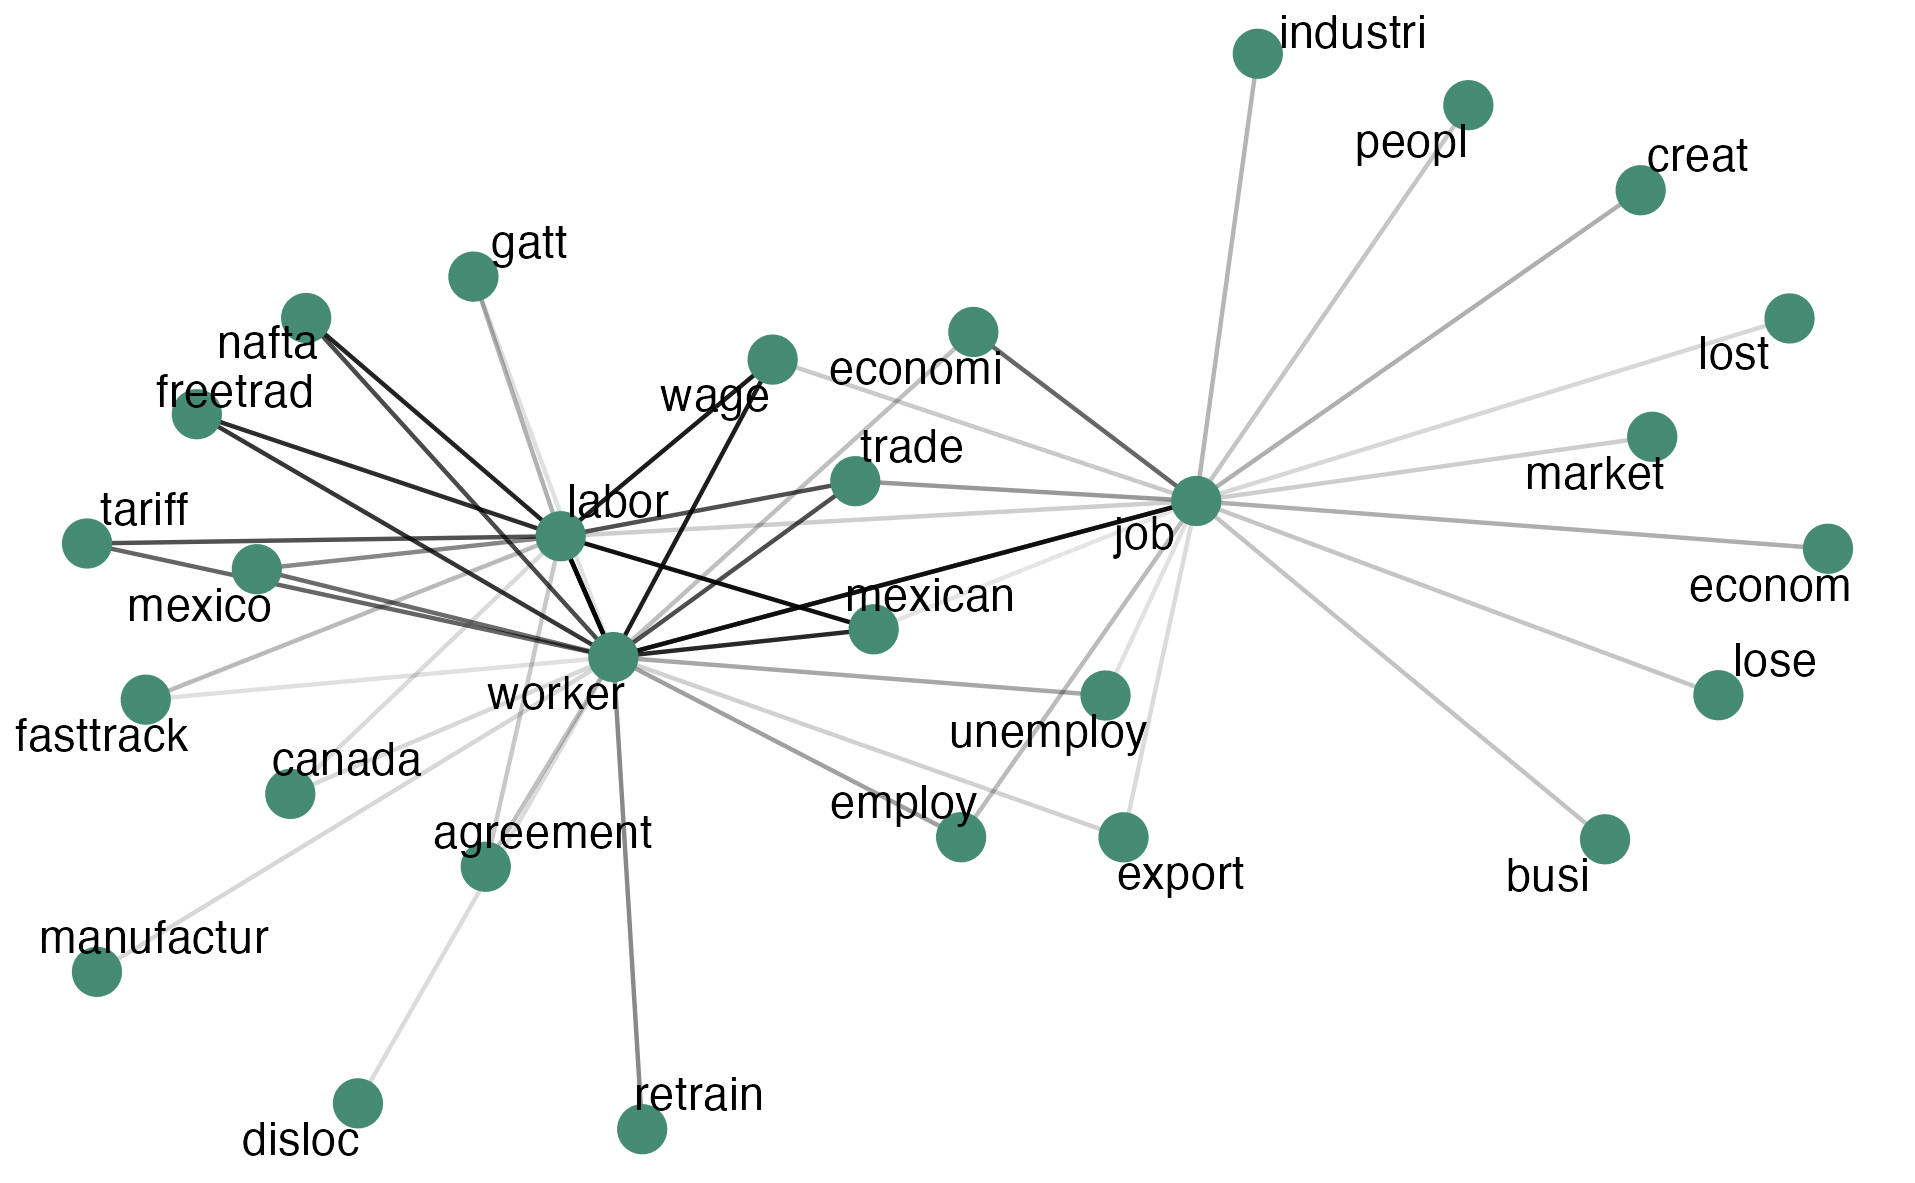 industri
peopl
creat
gatt
nafta
lost
economi
freetrad
wage
trade
market
labor
tariff
job
econom
mexican
mexico
lose
worker
unemploy
fasttrack
canada
employ
agreement
export
busi
manufactur
retrain
disloc